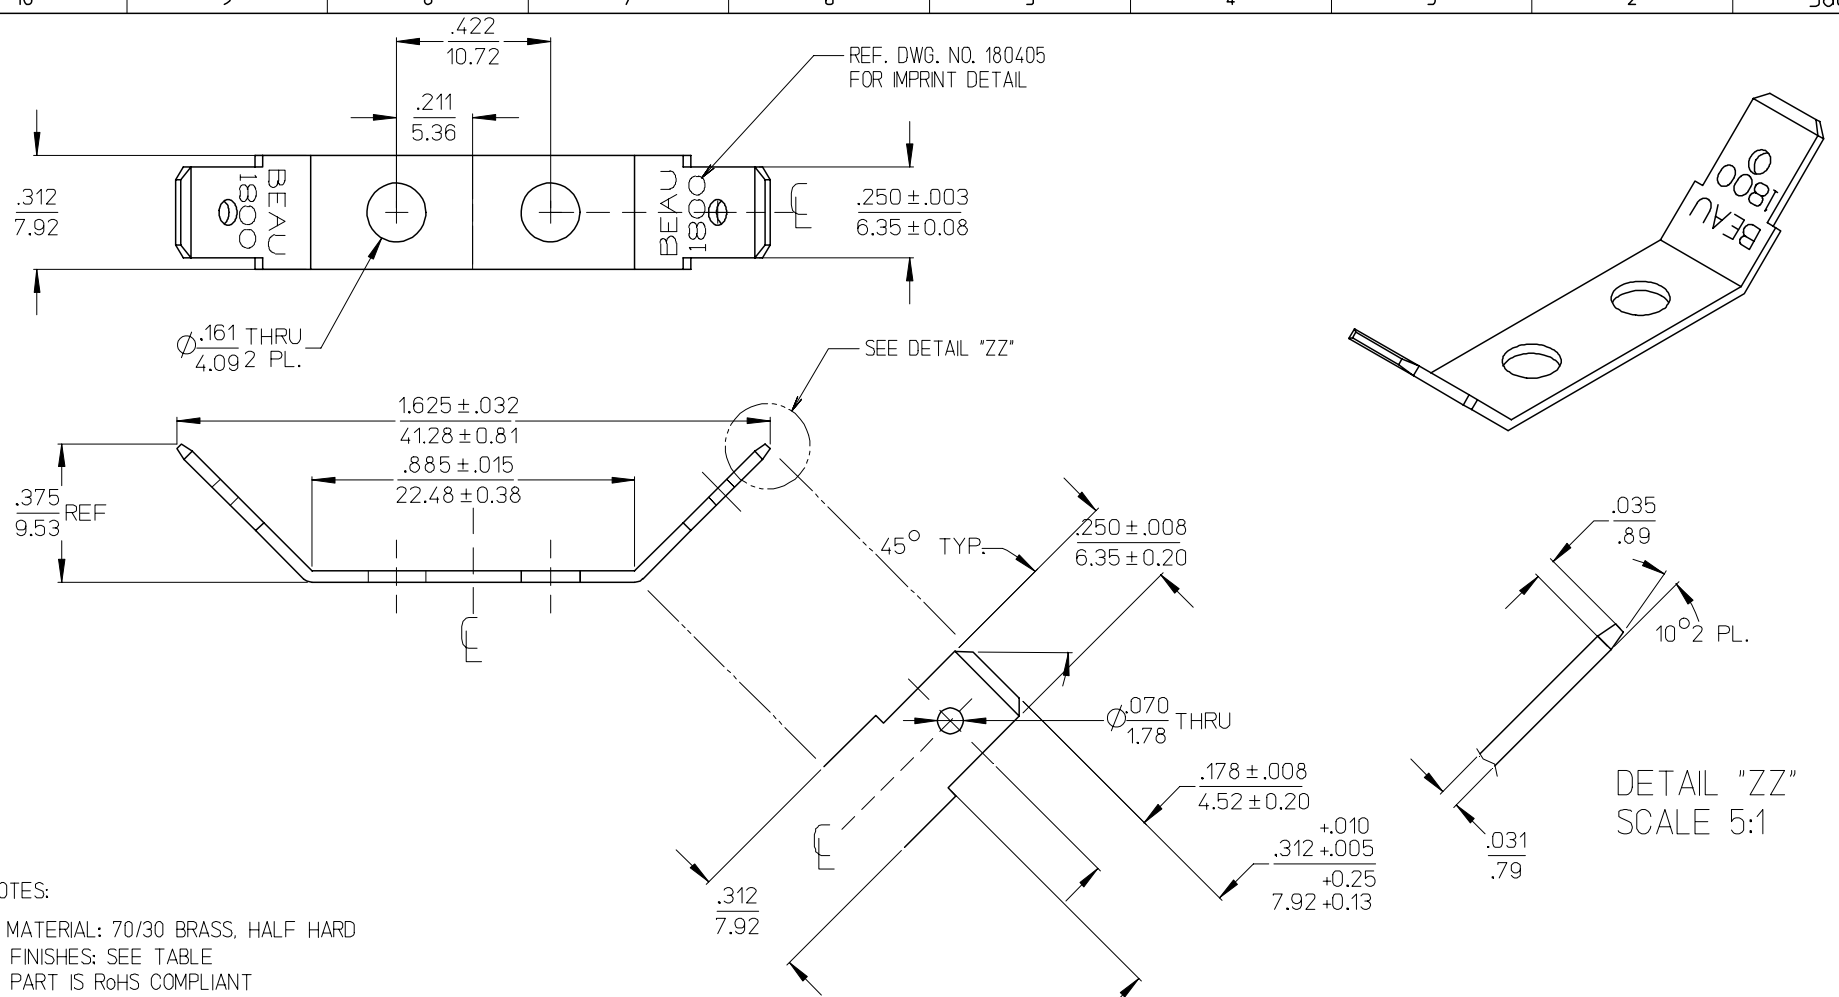 .422
10.72
REF. DWG. NO. 180405
FOR IMPRINT DETAIL
.211
5.36
.312
7.92
BEAU
1800
BEAU
1800
.250 ±.003
6.35 ±0.08
Ø .161 THRU
4.09 2 PL.
BEAU
1800
SEE DETAIL "ZZ"
1.625 ±.032
41.28 ±0.81
.885 ±.015
22.48 ±0.38
.375 REF
9.53
45° TYP.
.250 ±.008
6.35 ±0.20
.035
.89
10° 2 PL.
Ø .070 THRU
1.78
.178 ±.008
4.52 ±0.20
+.010
.312 +.005
+0.25
7.92 +0.13
DETAIL "ZZ"
SCALE 5:1
.031
.79
.312
7.92
OTES:
MATERIAL: 70/30 BRASS, HALF HARD
FINISHES: SEE TABLE
PART IS RoHS COMPLIANT